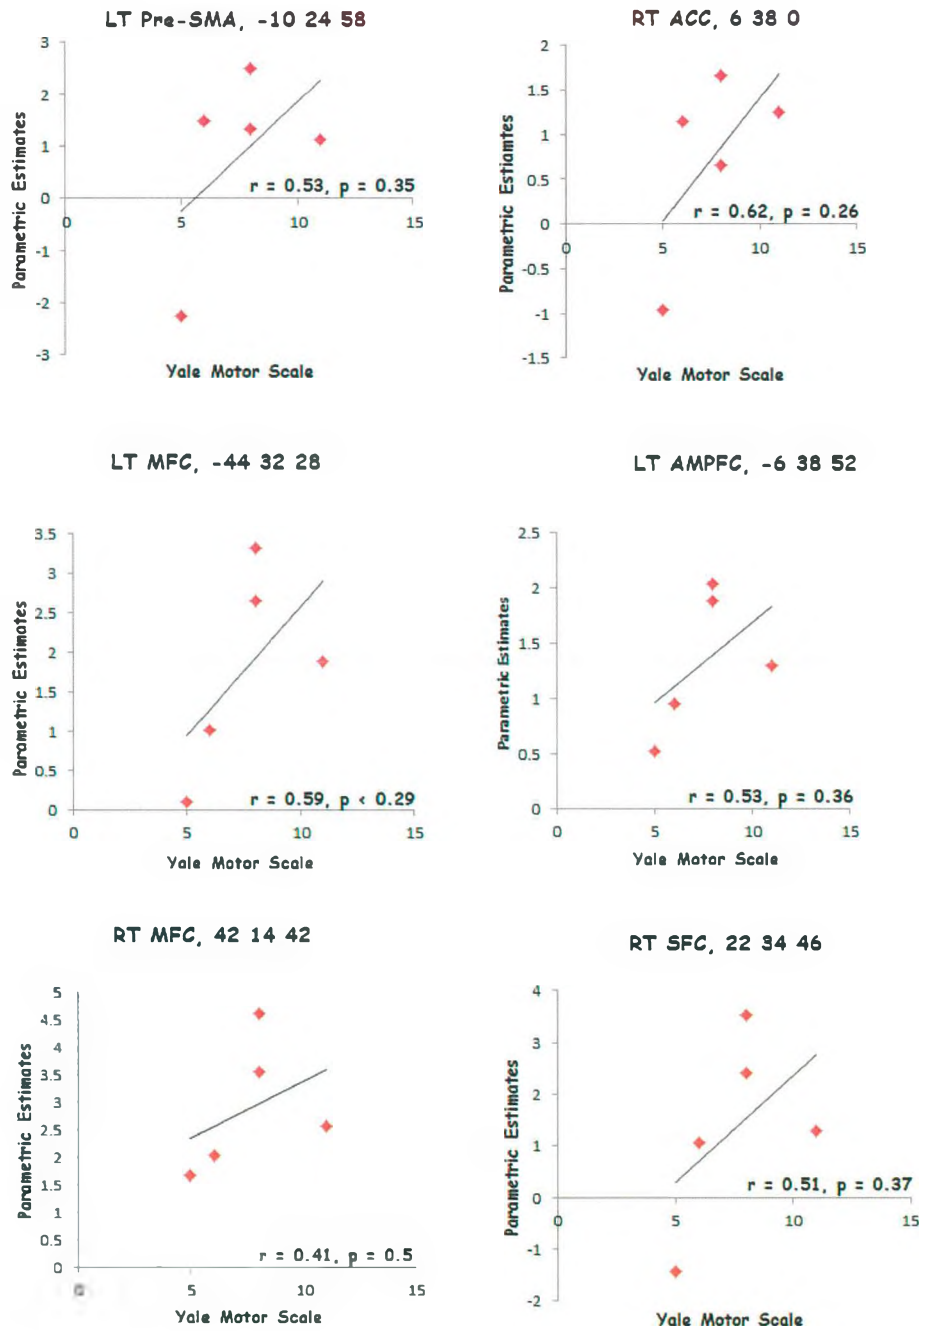 LT Pre-SMA, -10 24 58
3
2
1
0
-1
-2
-3
0 5 10 15
Parametric Estimates
r = 0.53, p = 0.35
Yale Motor Scale
RT ACC, 6 38 0
2
1.5
1
0.5
0
-0.5
-1
-1.5
0 5 10 15
Parametric Estiamtes
r = 0.62, p = 0.26
Yale Motor Scale
LT MFC, -44 32 28
3.5
3
2.5
2
1.5
1
0.5
0
0 5 10 15
Parametric Estimates
r = 0.59, p < 0.29
Yale Motor Scale
LT AMPFC, -6 38 52
2.5
2
1.5
1
0.5
0
0 5 10 15
Parametric Estimates
r = 0.53, p = 0.36
Yale Motor Scale
RT MFC, 42 14 42
5
4.5
4
3.5
3
2.5
2
1.5
1
0.5
0
0 5 10 15
Parametric Estimates
r = 0.41, p = 0.5
Yale Motor Scale
RT SFC, 22 34 46
4
3
2
1
0
-1
-2
0 5 10 15
Parametric Estimates
r = 0.51, p = 0.37
Yale Motor Scale